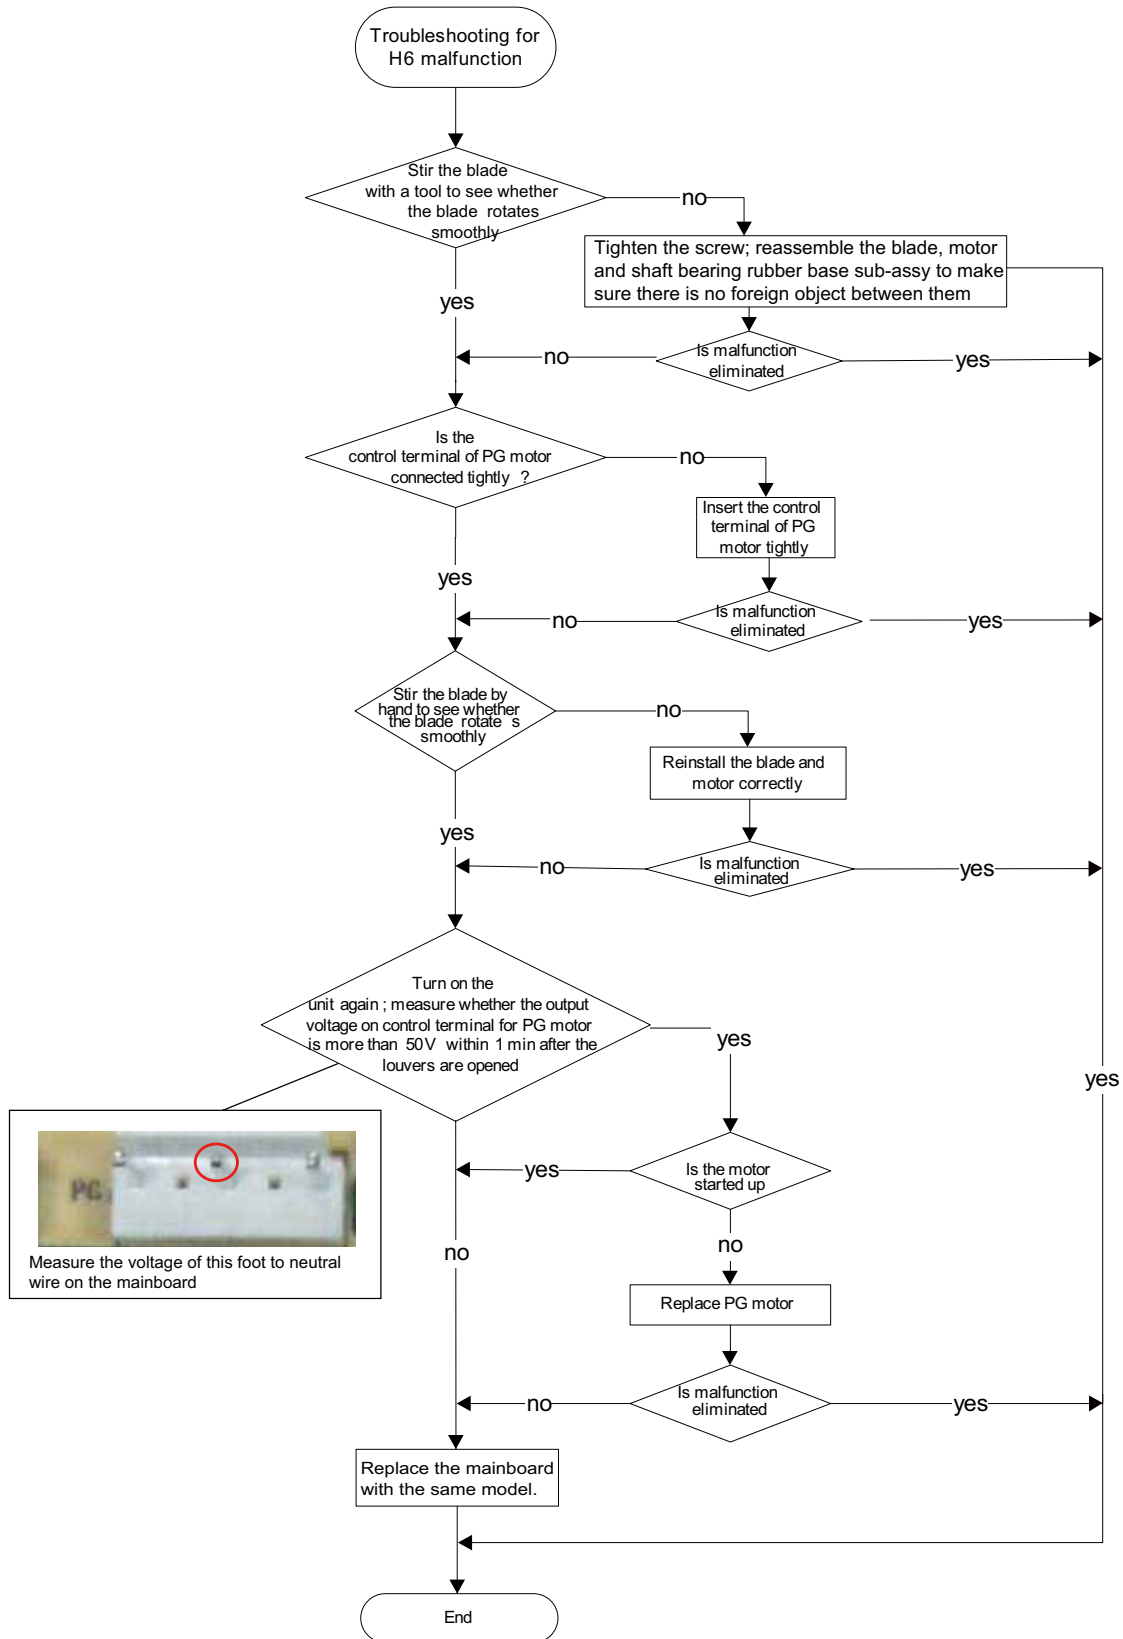 Troubleshooting for
H6 malfunction
Stir the blade
with a tool to see whether
the blade rotates
smoothly
no
Tighten the screw; reassemble the blade, motor
and shaft bearing rubber base sub-assy to make
sure there is no foreign object between them
yes
Is malfunction
eliminated
no
yes
Is the
control terminal of PG motor
connected tightly ?
no
Insert the control
terminal of PG
motor tightly
yes
Is malfunction
eliminated
no
yes
Stir the blade by
hand to see whether
the blade rotate s
smoothly
no
Reinstall the blade and
motor correctly
yes
Is malfunction
eliminated
no
yes
Turn on the
unit again ; measure whether the output
voltage on control terminal for PG motor
is more than 50V within 1 min after the
louvers are opened
yes
yes
Is the motor
started up
yes
PG
Measure the voltage of this foot to neutral
wire on the mainboard
no
no
Replace PG motor
Is malfunction
eliminated
no
yes
Replace the mainboard
with the same model.
End